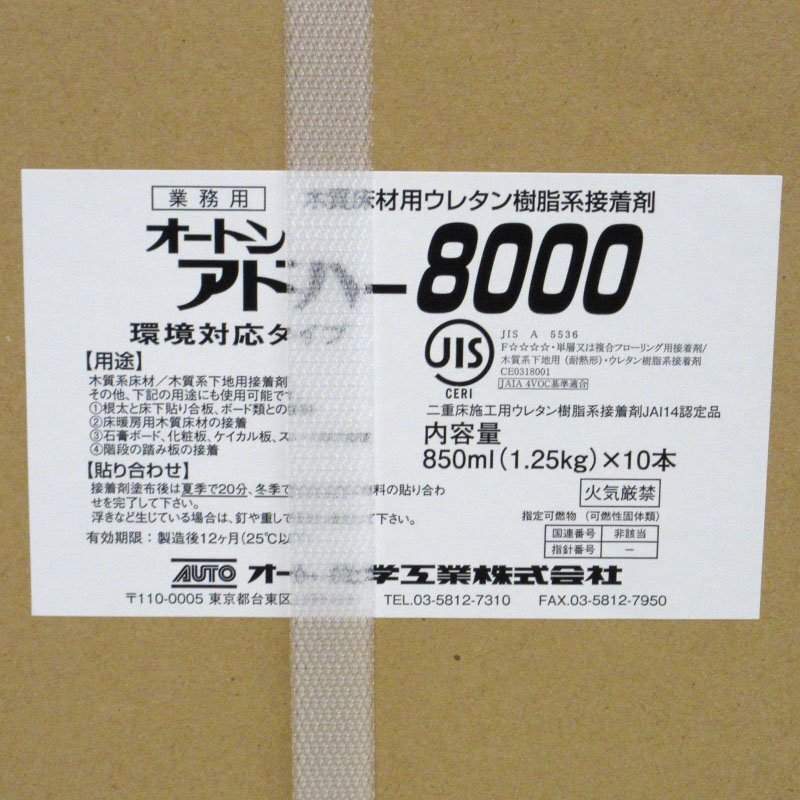 業務用 木質床材用ウレタン樹脂系接着剤
オートン
アドハー 8000
環境対応タイプ
JIS
CERI
JIS A 5536
F☆☆☆☆・単層又は複合フローリング用接着剤/
木質系下地用（耐熱形）・ウレタン樹脂系接着剤
CE0318001
JAIA 4VOC基準適合
二重床施工用ウレタン樹脂系接着剤JAI14認定品
【用途】
木質系床材／木質系下地用接着剤
その他、下記の用途にも使用可能です
①根太と床下貼り合板、ボード類との
②床暖房用木質床材の接着
③石膏ボード、化粧板、ケイカル板、ス
④階段の踏み板の接着
【貼り合わせ】
接着剤塗布後は夏季で20分、冬季で 料の貼り合わ
せを完了して下さい。
浮きなど生じている場合は、釘や重し て下さい。
有効期限：製造後12ヶ月(25℃以
内容量
850ml(1.25kg)×10本
火気厳禁
指定可燃物（可燃性固体類）
国連番号 非該当
指針番号 －
AUTO オート化学工業株式会社
〒110-0005 東京都台東区 TEL.03-5812-7310 FAX.03-5812-7950